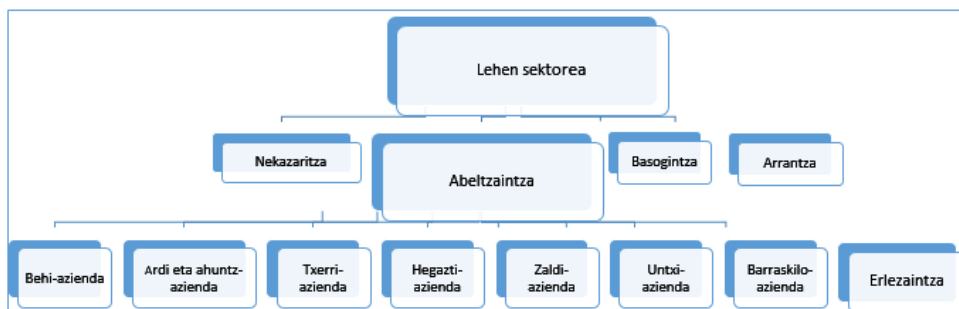 Lehen sektorea
Nekazaritza
Abeltzaintza
Basogintza
Arrantza
Behi-azienda
Ardi eta ahuntz-
azienda
Txerri-
azienda
Hegazti-
azienda
Zaldi-
azienda
Untxi-
azienda
Barraskilo-
azienda
Erlezaintza